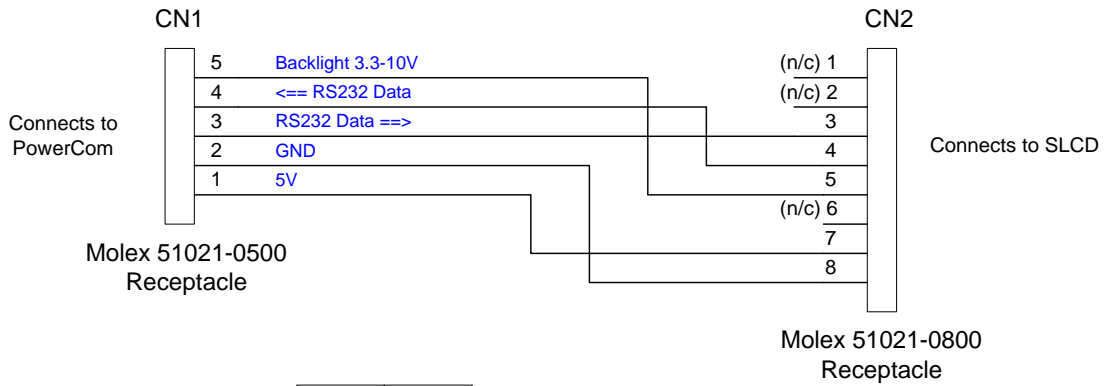 CN1
CN2
5 Backlight 3.3-10V
4 <== RS232 Data
3 RS232 Data ==>
2 GND
1 5V
Connects to
PowerCom
Molex 51021-0500
Receptacle
(n/c) 1
(n/c) 2
3
4
5
(n/c) 6
7
8
Connects to SLCD
Molex 51021-0800
Receptacle